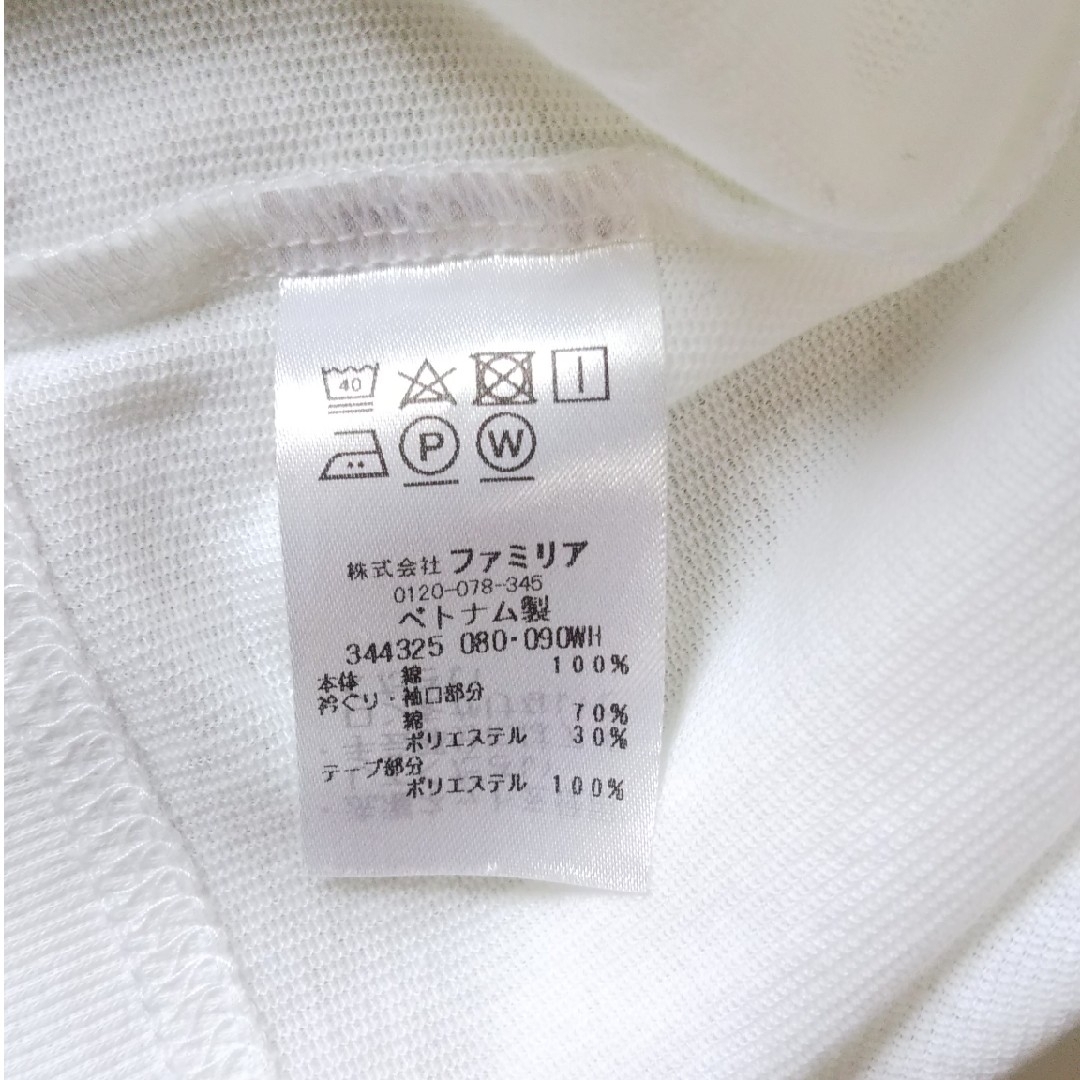 40
P W
株式会社 ファミリア
0120-078-345
ベトナム製
344325 080・090WH
本体 綿 100%
衿ぐり・袖口部分
綿 70%
ポリエステル 30%
テープ部分
ポリエステル 100%